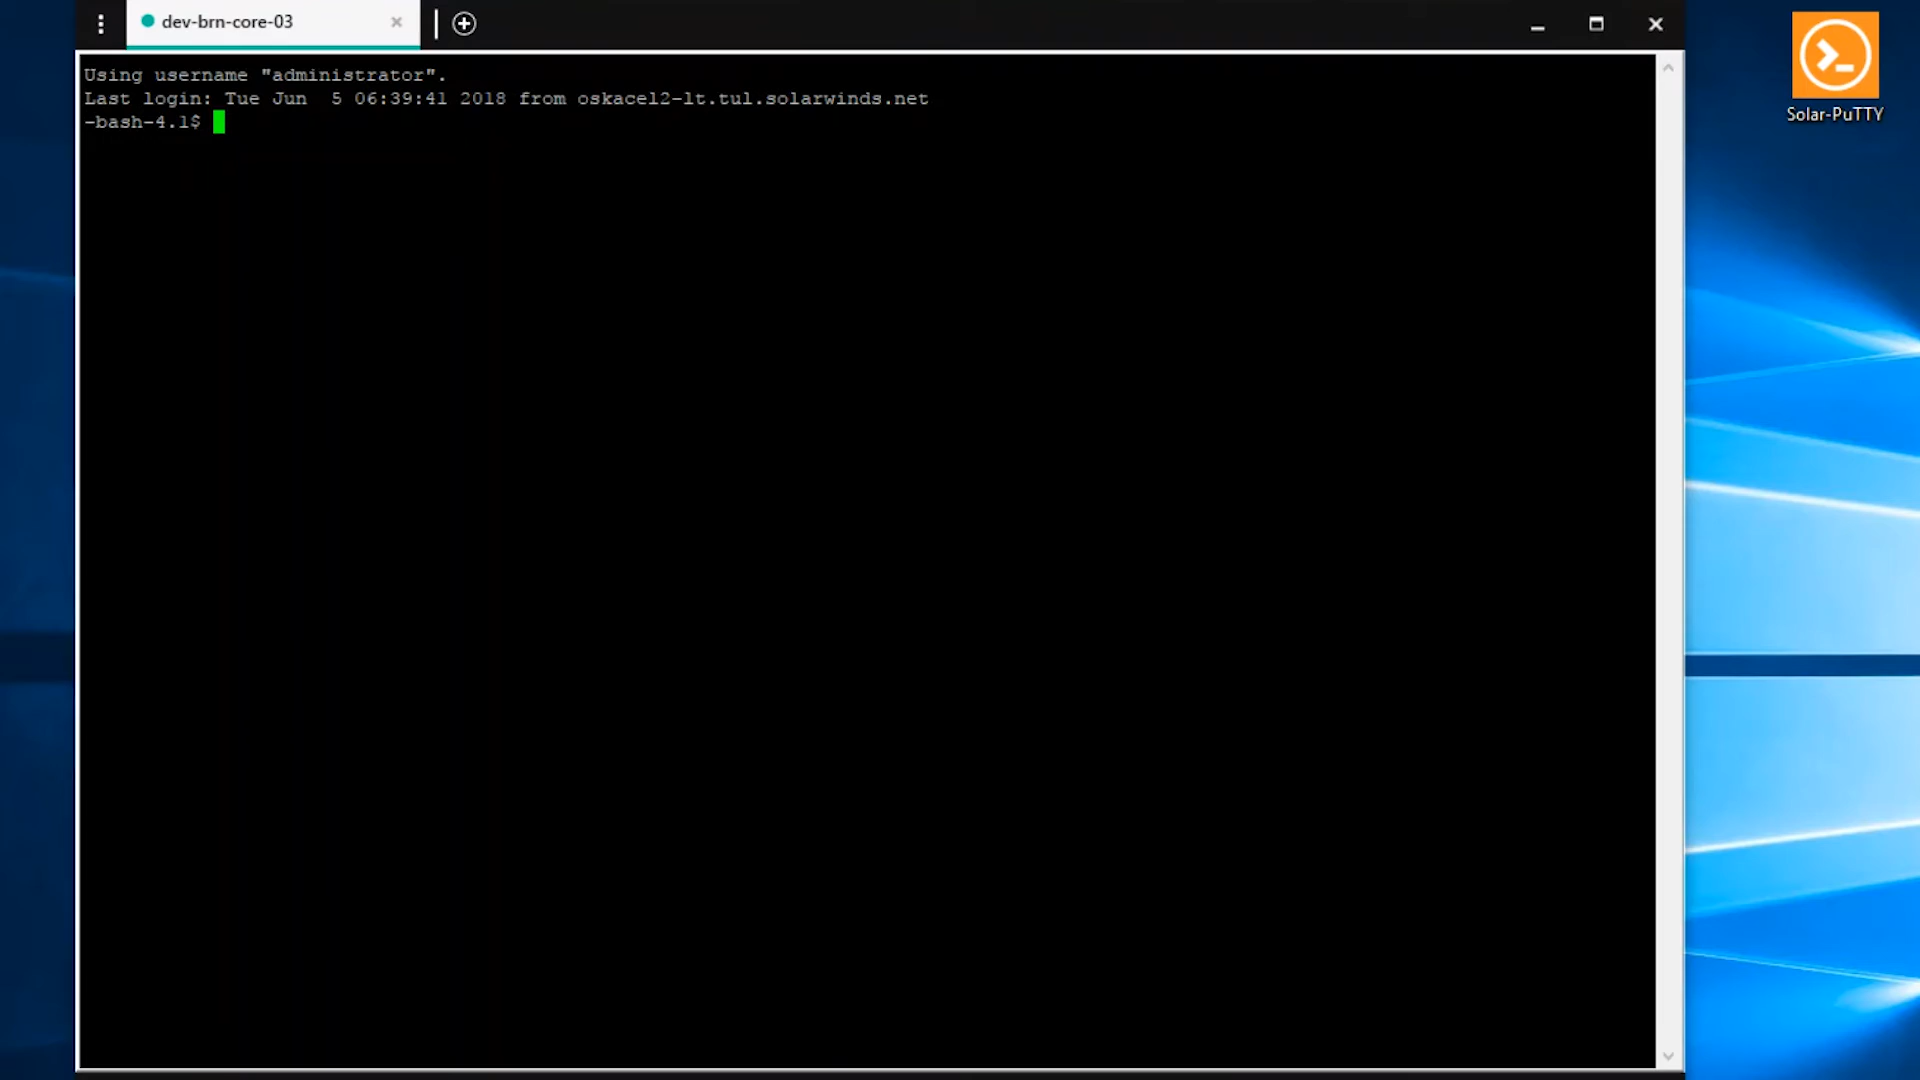 dev-brn-core-03
Using username "administrator".
Last login: Tue Jun  5 06:39:41 2018 from oskacel2-lt.tul.solarwinds.net
-bash-4.1$
Solar-PuTTY